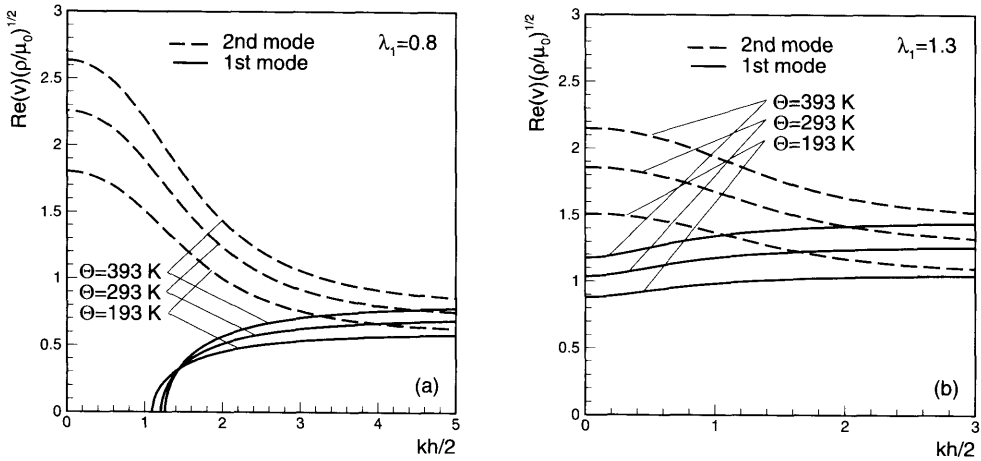 Re(v)(ρ/μ₀)^1/2
3
2.5
2
1.5
1
0.5
0
λ₁=0.8
2nd mode
1st mode
Θ=393 K
Θ=293 K
Θ=193 K
(a)
0 1 2 3 4 5
kh/2
Re(v)(ρ/μ₀)^1/2
3
2.5
2
1.5
1
0.5
0
λ₁=1.3
2nd mode
1st mode
Θ=393 K
Θ=293 K
Θ=193 K
(b)
0 1 2 3
kh/2